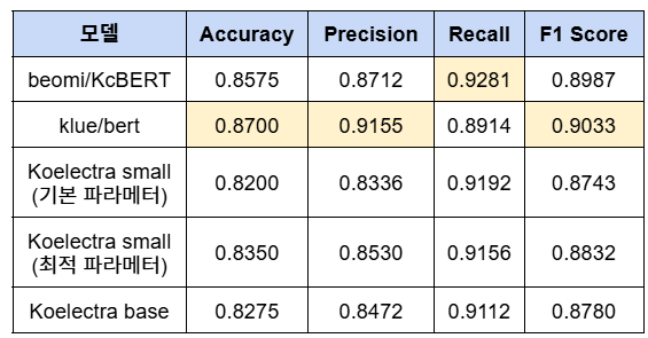 모델 Accuracy Precision Recall F1 Score
beomi/KcBERT 0.8575 0.8712 0.9281 0.8987
klue/bert 0.8700 0.9155 0.8914 0.9033
Koelectra small
(기본 파라메터) 0.8200 0.8336 0.9192 0.8743
Koelectra small
(최적 파라메터) 0.8350 0.8530 0.9156 0.8832
Koelectra base 0.8275 0.8472 0.9112 0.8780